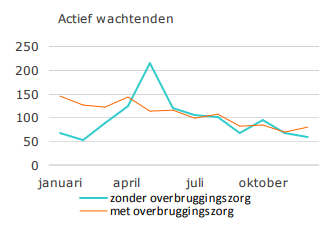 Actief wachtenden
250
200
150
100
50
0
januari april juli oktober
zonder overbruggingszorg
met overbruggingszorg